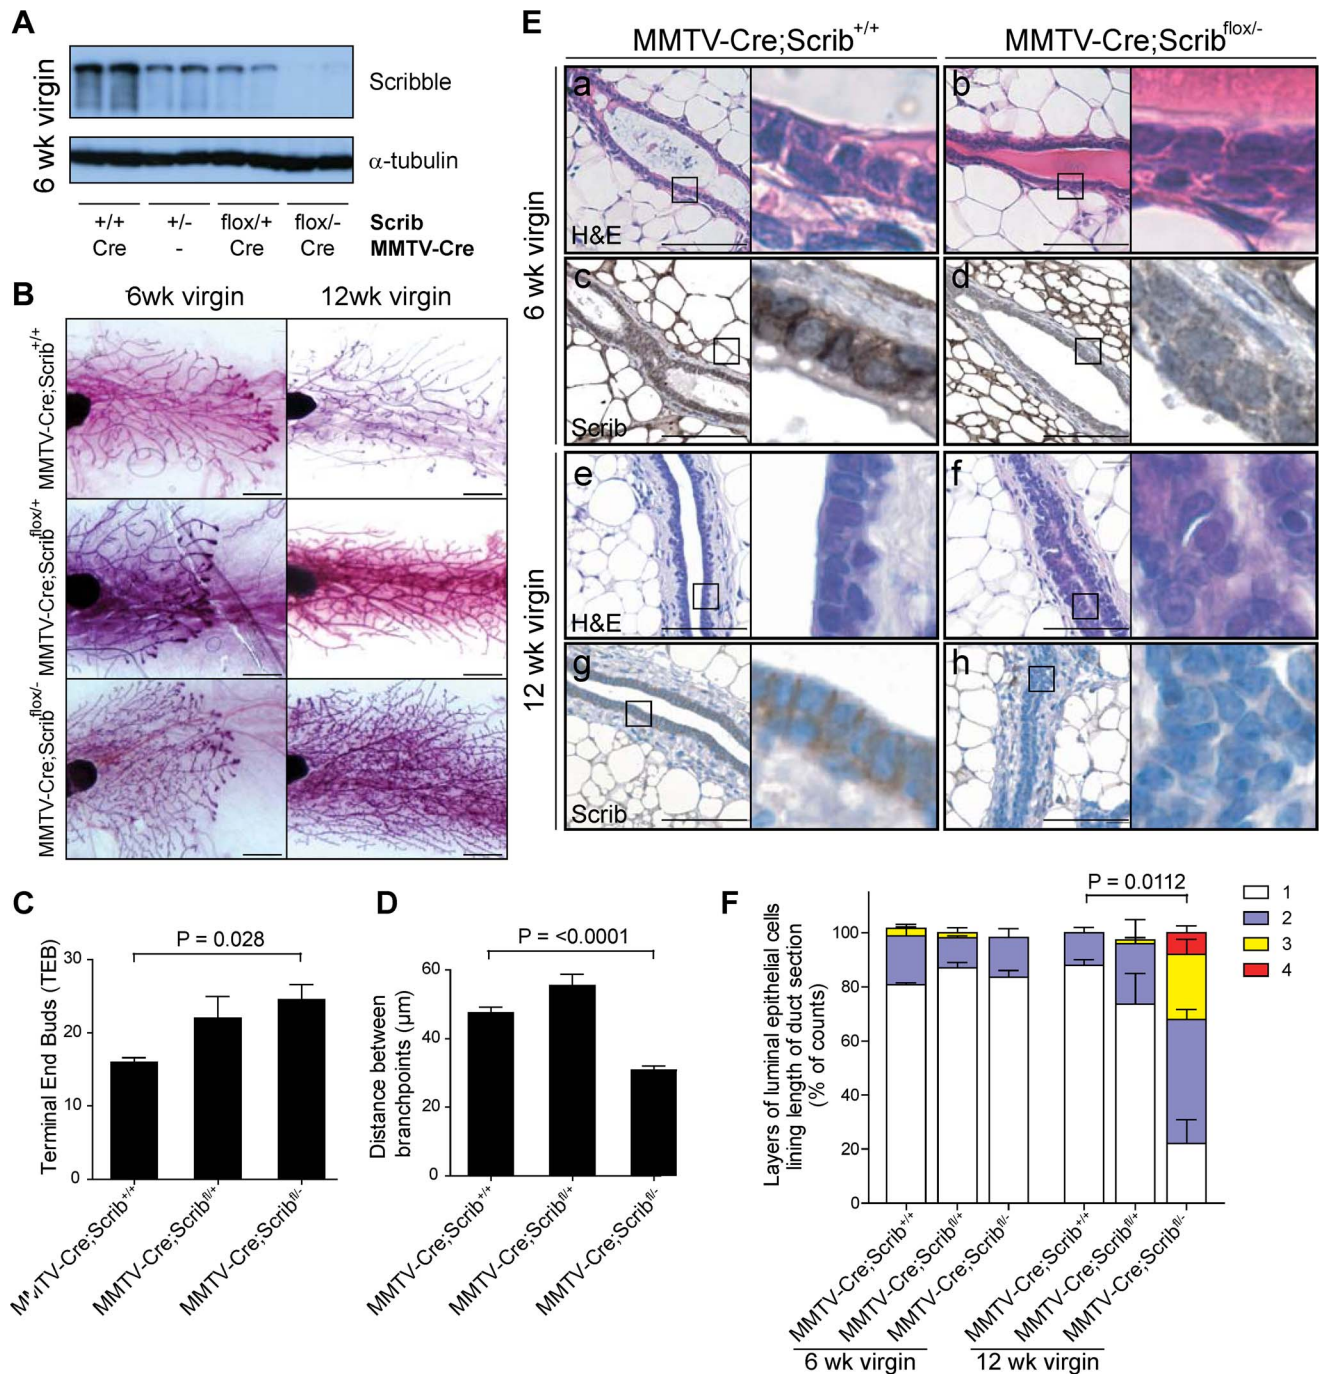 A
6 wk virgin
Scribble
α-tubulin
+/+ +/- flox/+ flox/- Scrib
Cre - Cre Cre MMTV-Cre
B
6wk virgin 12wk virgin
MMTV-Cre;Scrib+/+
MMTV-Cre;Scribflox/+
MMTV-Cre;Scribflox/-
C
P = 0.028
Terminal End Buds (TEB)
30
20
10
0
MMTV-Cre;Scrib+/+
MMTV-Cre;Scribfl/+
MMTV-Cre;Scribfl/-
D
P = <0.0001
Distance between
branchpoints (μm)
60
40
20
0
MMTV-Cre;Scrib+/+
MMTV-Cre;Scribfl/+
MMTV-Cre;Scribfl/-
E
MMTV-Cre;Scrib+/+ MMTV-Cre;Scribflox/-
6 wk virgin
a b
H&E
c d
Scrib
12 wk virgin
e f
H&E
g h
Scrib
F
P = 0.0112
1
2
3
4
Layers of luminal epithelial cells
lining length of duct section
(% of counts)
100
80
60
40
20
0
MMTV-Cre;Scrib+/+
MMTV-Cre;Scribfl/+
MMTV-Cre;Scribfl/-
MMTV-Cre;Scrib+/+
MMTV-Cre;Scribfl/+
MMTV-Cre;Scribfl/-
6 wk virgin 12 wk virgin